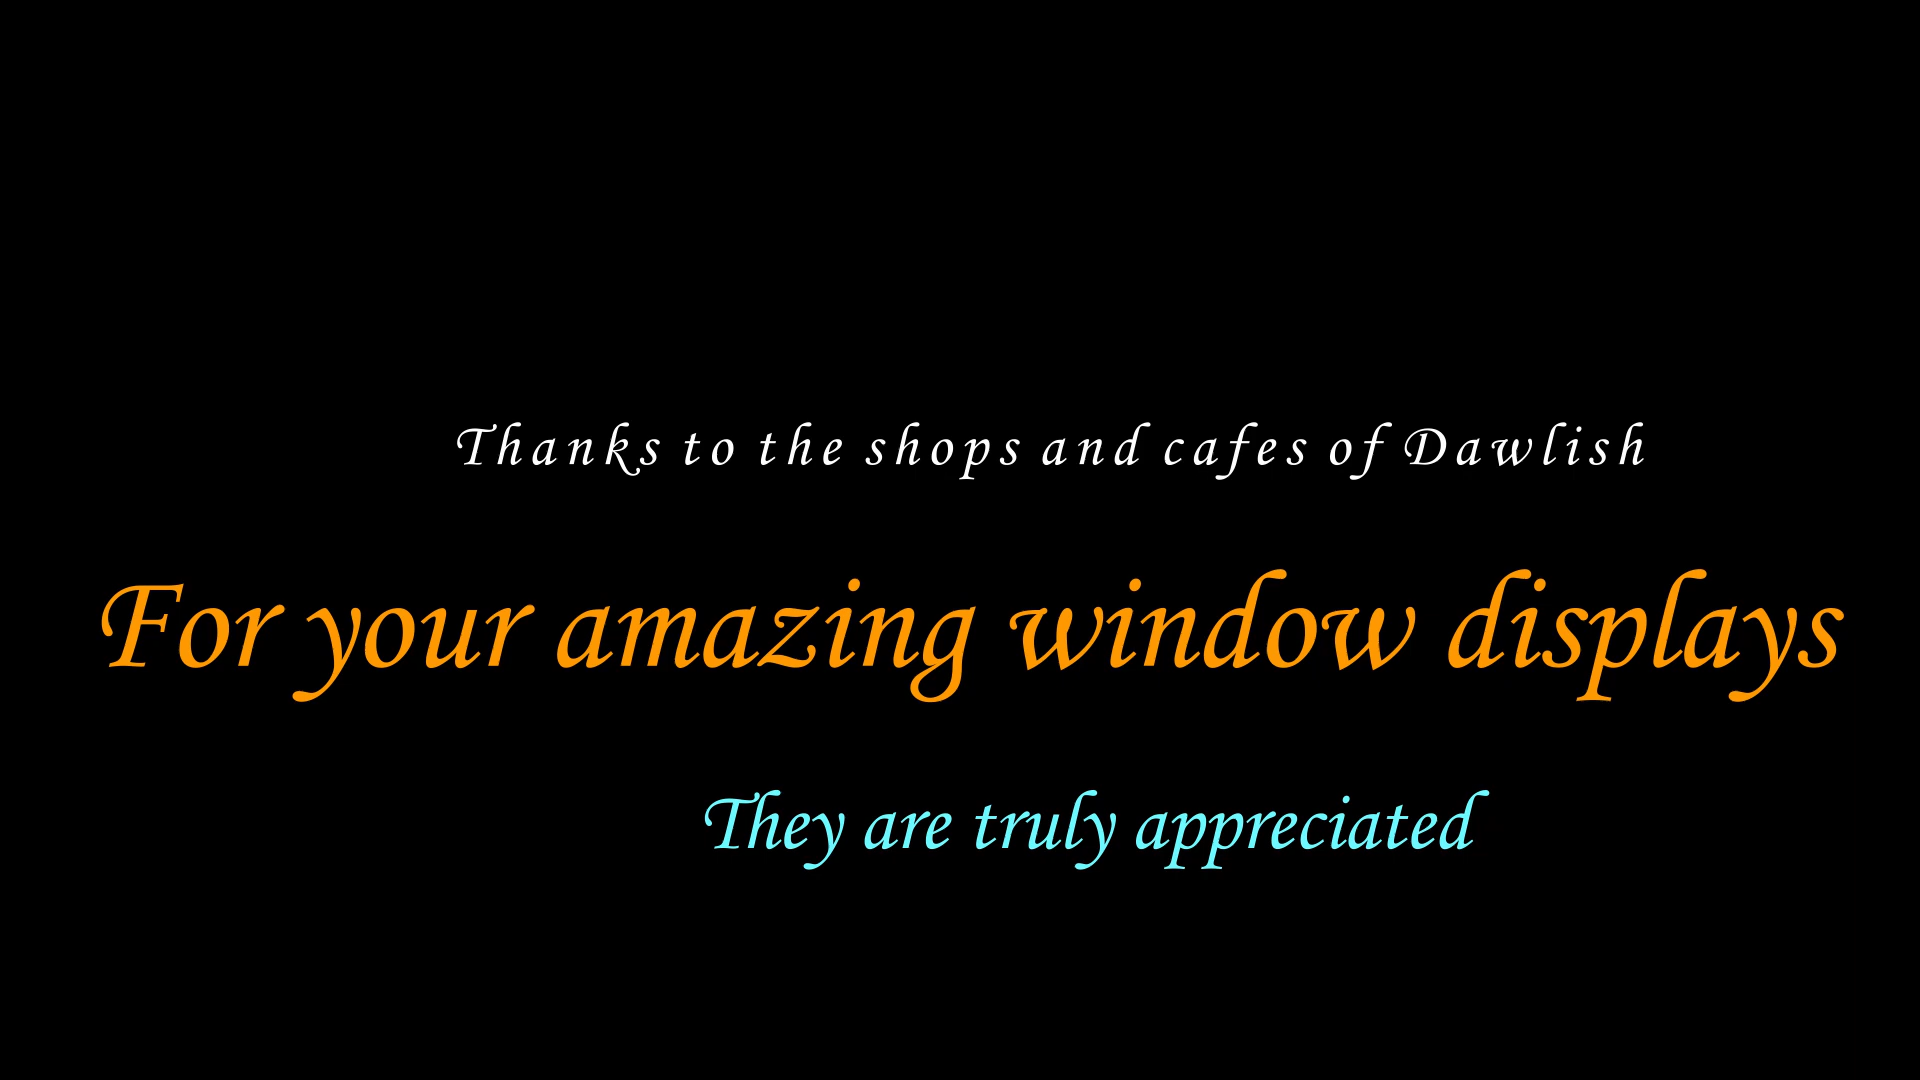 Thanks to the shops and cafes of Dawlish
For your amazing window displays
They are truly appreciated